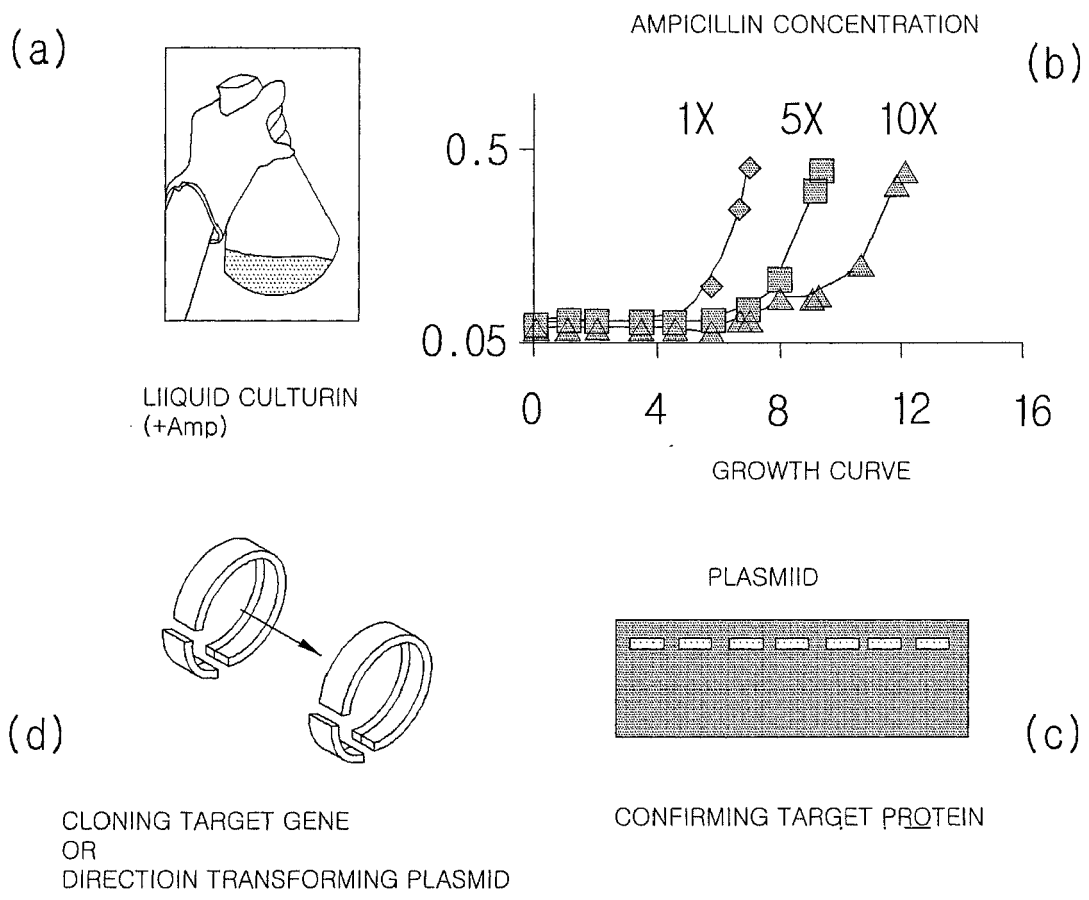 (a)
LIIQUID CULTURIN
(+Amp)
AMPICILLIN CONCENTRATION
(b)
1X 5X 10X
0.5
0.05
0 4 8 12 16
GROWTH CURVE
PLASMIID
(c)
CONFIRMING TARGET PROTEIN
(d)
CLONING TARGET GENE
OR
DIRECTIOIN TRANSFORMING PLASMID